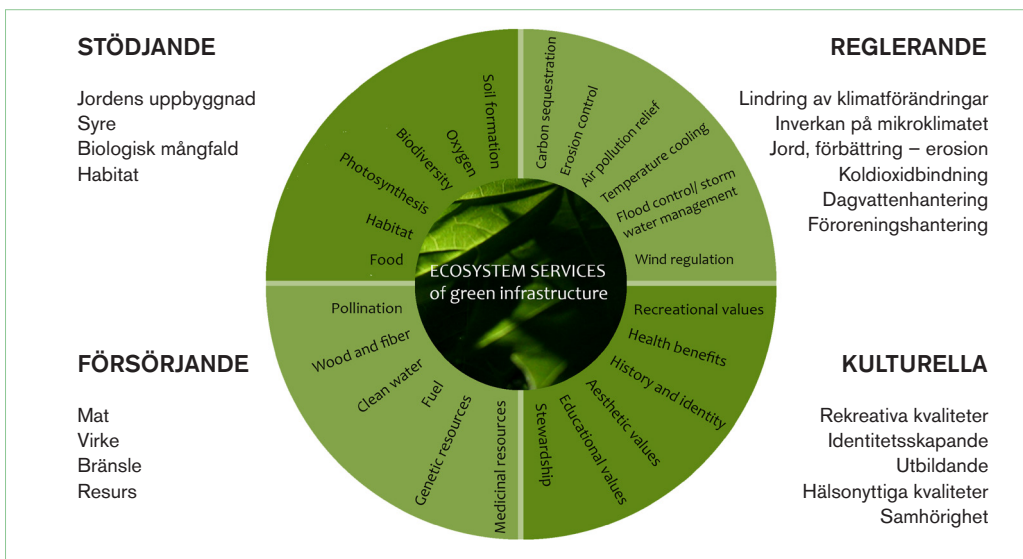 STÖDJANDE
Jordens uppbyggnad
Syre
Biologisk mångfald
Habitat
REGLERANDE
Lindring av klimatförändringar
Inverkan på mikroklimatet
Jord, förbättring – erosion
Koldioxidbindning
Dagvattenhantering
Föroreningshantering
Soil formation
Oxygen
Biodiversity
Photosynthesis
Habitat
Food
Carbon sequestration
Erosion control
Air pollution relief
Temperature cooling
Flood control/ storm
water management
Wind regulation
ECOSYSTEM SERVICES
of green infrastructure
Pollination
Wood and fiber
Clean water
Fuel
Genetic resources
Medicinal resources
Recreational values
Health benefits
History and identity
Aesthetic values
Educational values
Stewardship
FÖRSÖRJANDE
Mat
Virke
Bränsle
Resurs
KULTURELLA
Rekreativa kvaliteter
Identitetsskapande
Utbildande
Hälsonyttiga kvaliteter
Samhörighet